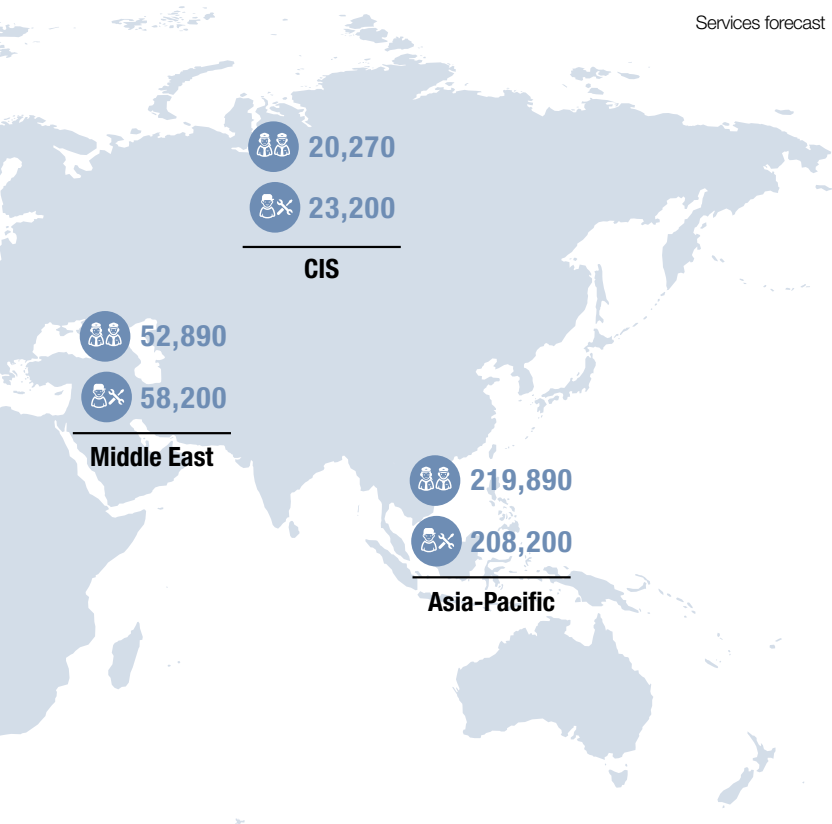 Services forecast
20,270
23,200
CIS
52,890
58,200
Middle East
219,890
208,200
Asia-Pacific